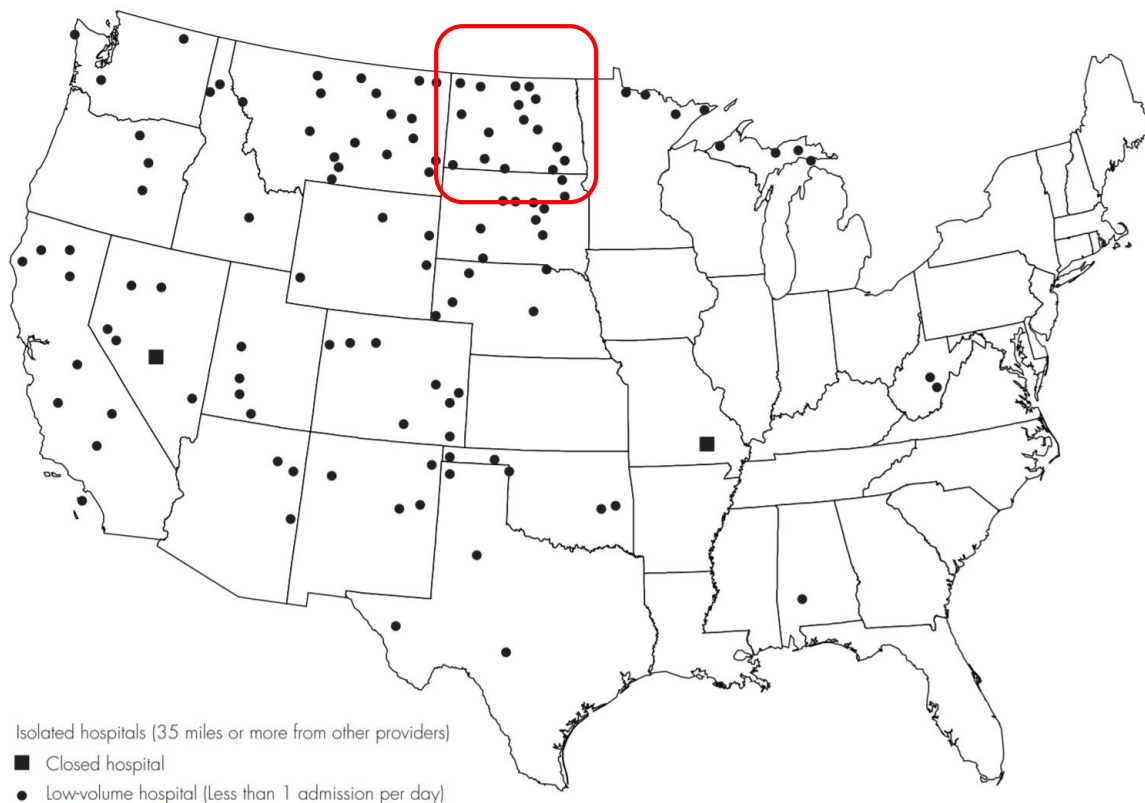 Isolated hospitals (35 miles or more from other providers)
Closed hospital
Low-volume hospital (Less than 1 admission per day)